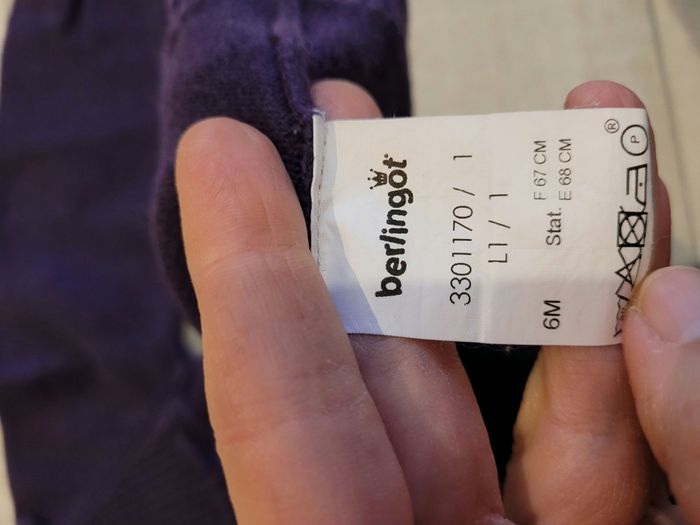 berlingot
3301170 / 1
L1 / 1
F 67 CM
Stat. E 68 CM
6M
®
P